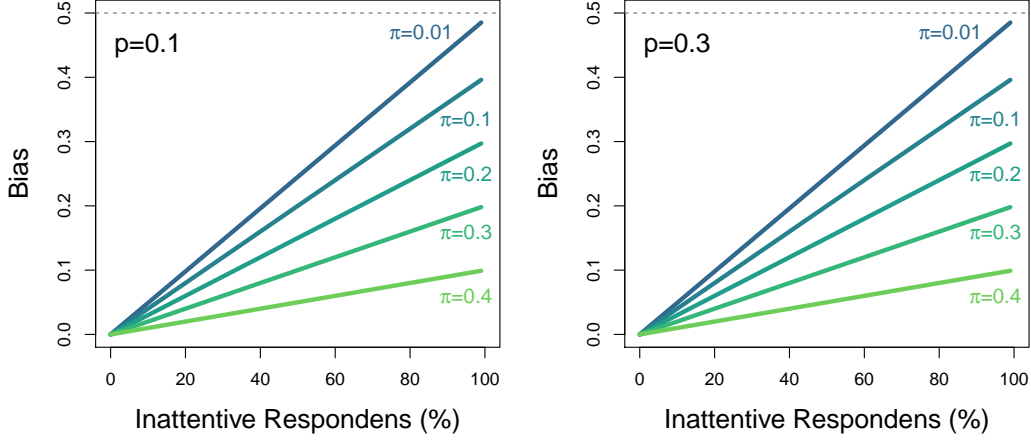 p=0.1
π=0.01
π=0.1
π=0.2
π=0.3
π=0.4
0.0
0.1
0.2
0.3
0.4
0.5
Bias
0
20
40
60
80
100
Inattentive Respondens (%)
p=0.3
π=0.01
π=0.1
π=0.2
π=0.3
π=0.4
0.0
0.1
0.2
0.3
0.4
0.5
Bias
0
20
40
60
80
100
Inattentive Respondens (%)